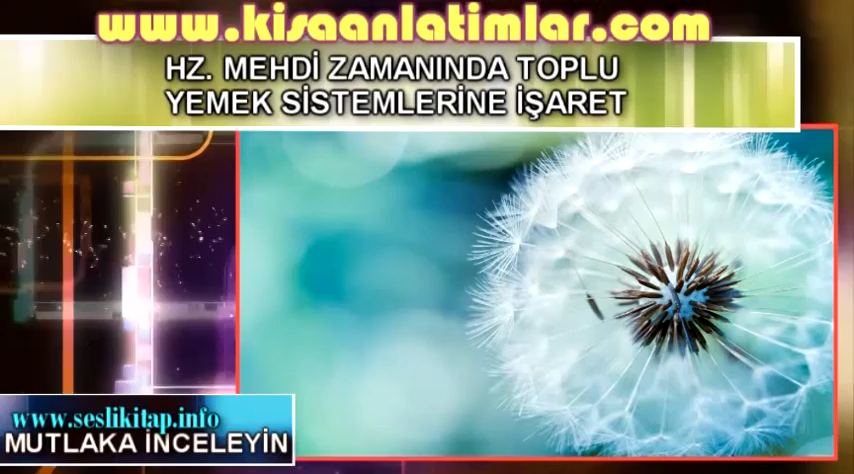 www.kisaanlatimlar.com
HZ. MEHDİ ZAMANINDA TOPLU
YEMEK SİSTEMLERİNE İŞARET
www.seslikitap.info
MUTLAKA İNCELEYİN